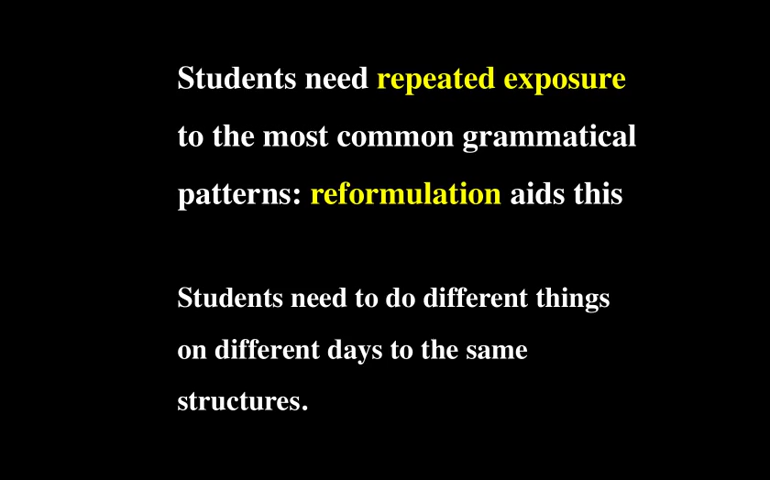 Students need repeated exposure
to the most common grammatical
patterns: reformulation aids this
Students need to do different things
on different days to the same
structures.